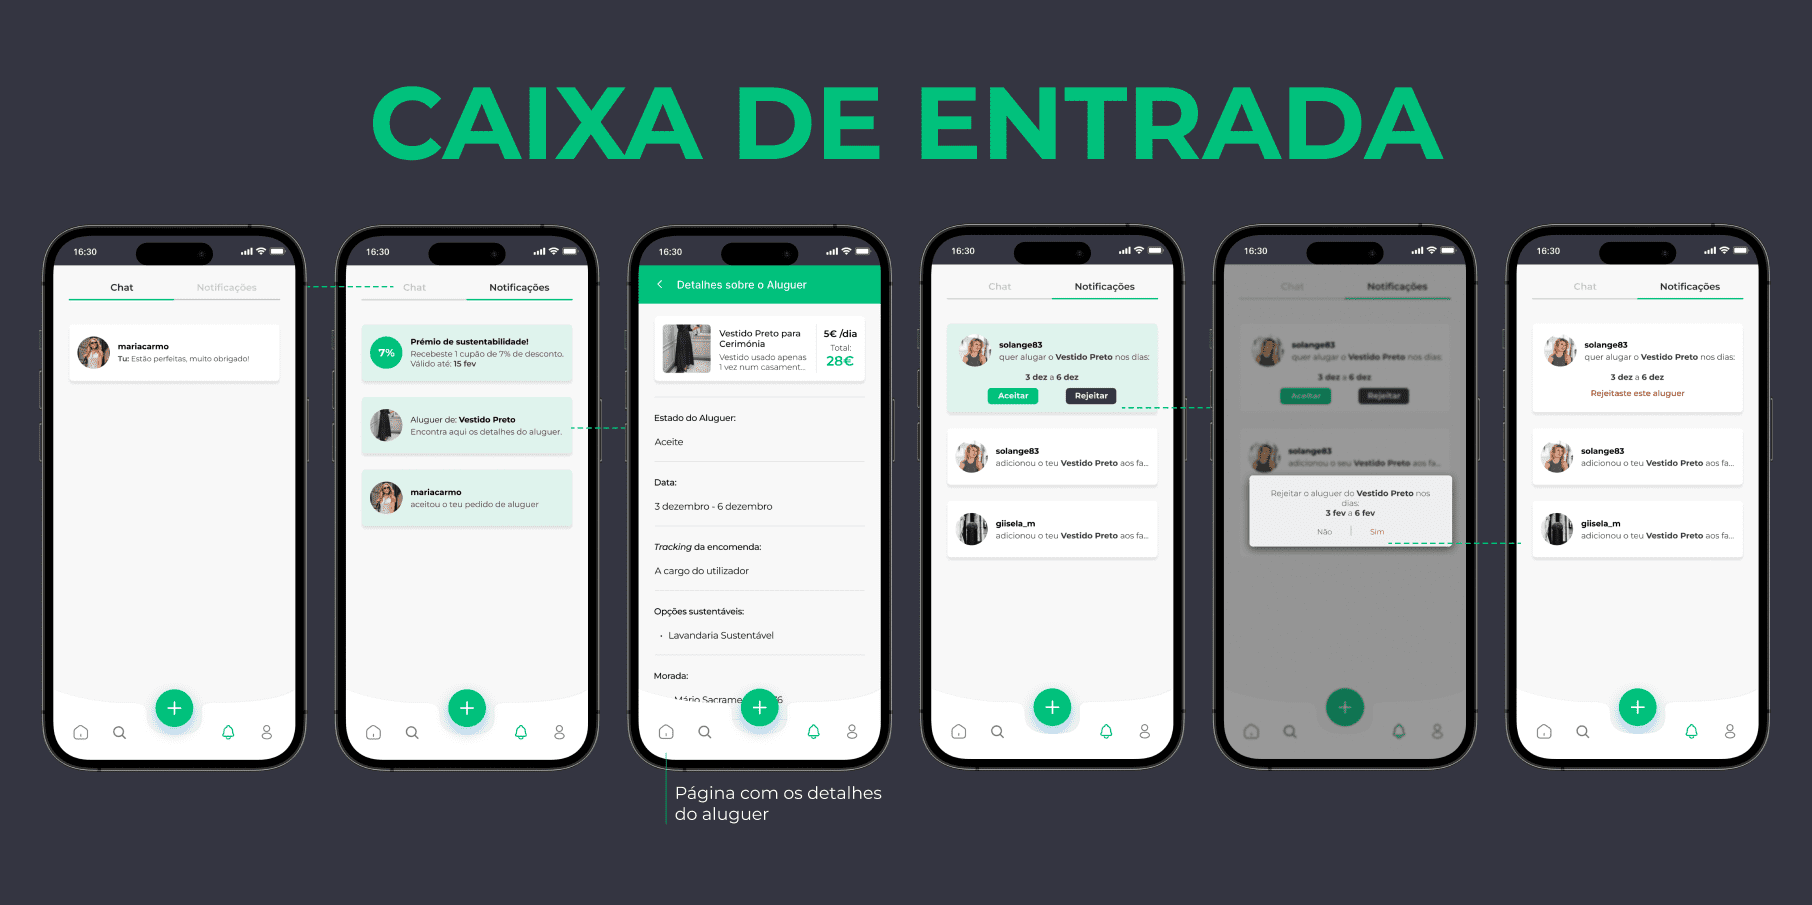 CAIXA DE ENTRADA
16:30
Chat
Notificações
mariacarmo
Tu: Estão perfeitas, muito obrigado!
16:30
Chat
Notificações
7%
Prémio de sustentabilidade!
Recebeste 1 cupão de 7% de desconto.
Válido até: 15 fev
Aluguer de: Vestido Preto
Encontra aqui os detalhes do aluguer.
mariacarmo
aceitou o teu pedido de aluguer
16:30
Detalhes sobre o Aluguer
Vestido Preto para
Cerimónia
Vestido usado apenas
1 vez num casament...
5€ /dia
Total:
28€
Estado do Aluguer:
Aceite
Data:
3 dezembro - 6 dezembro
Tracking da encomenda:
A cargo do utilizador
Opções sustentáveis:
• Lavandaria Sustentável
Morada:
Mário Sacrame
Página com os detalhes
do aluguer
16:30
Chat
Notificações
solange83
quer alugar o Vestido Preto nos dias:
3 dez a 6 dez
Aceitar
Rejeitar
solange83
adicionou o teu Vestido Preto aos fa...
giisela_m
adicionou o teu Vestido Preto aos fa...
16:30
Chat
Notificações
solange83
quer alugar o Vestido Preto nos dias:
3 dez a 6 dez
Aceitar
Rejeitar
solange83
adicionou o seu Vestido Preto aos fa...
Rejeitar o aluguer do Vestido Preto nos
dias:
3 fev a 6 fev
Não
Sim
16:30
Chat
Notificações
solange83
quer alugar o Vestido Preto nos dias:
3 dez a 6 dez
Rejeitaste este aluguer
solange83
adicionou o teu Vestido Preto aos fa...
giisela_m
adicionou o teu Vestido Preto aos fa...